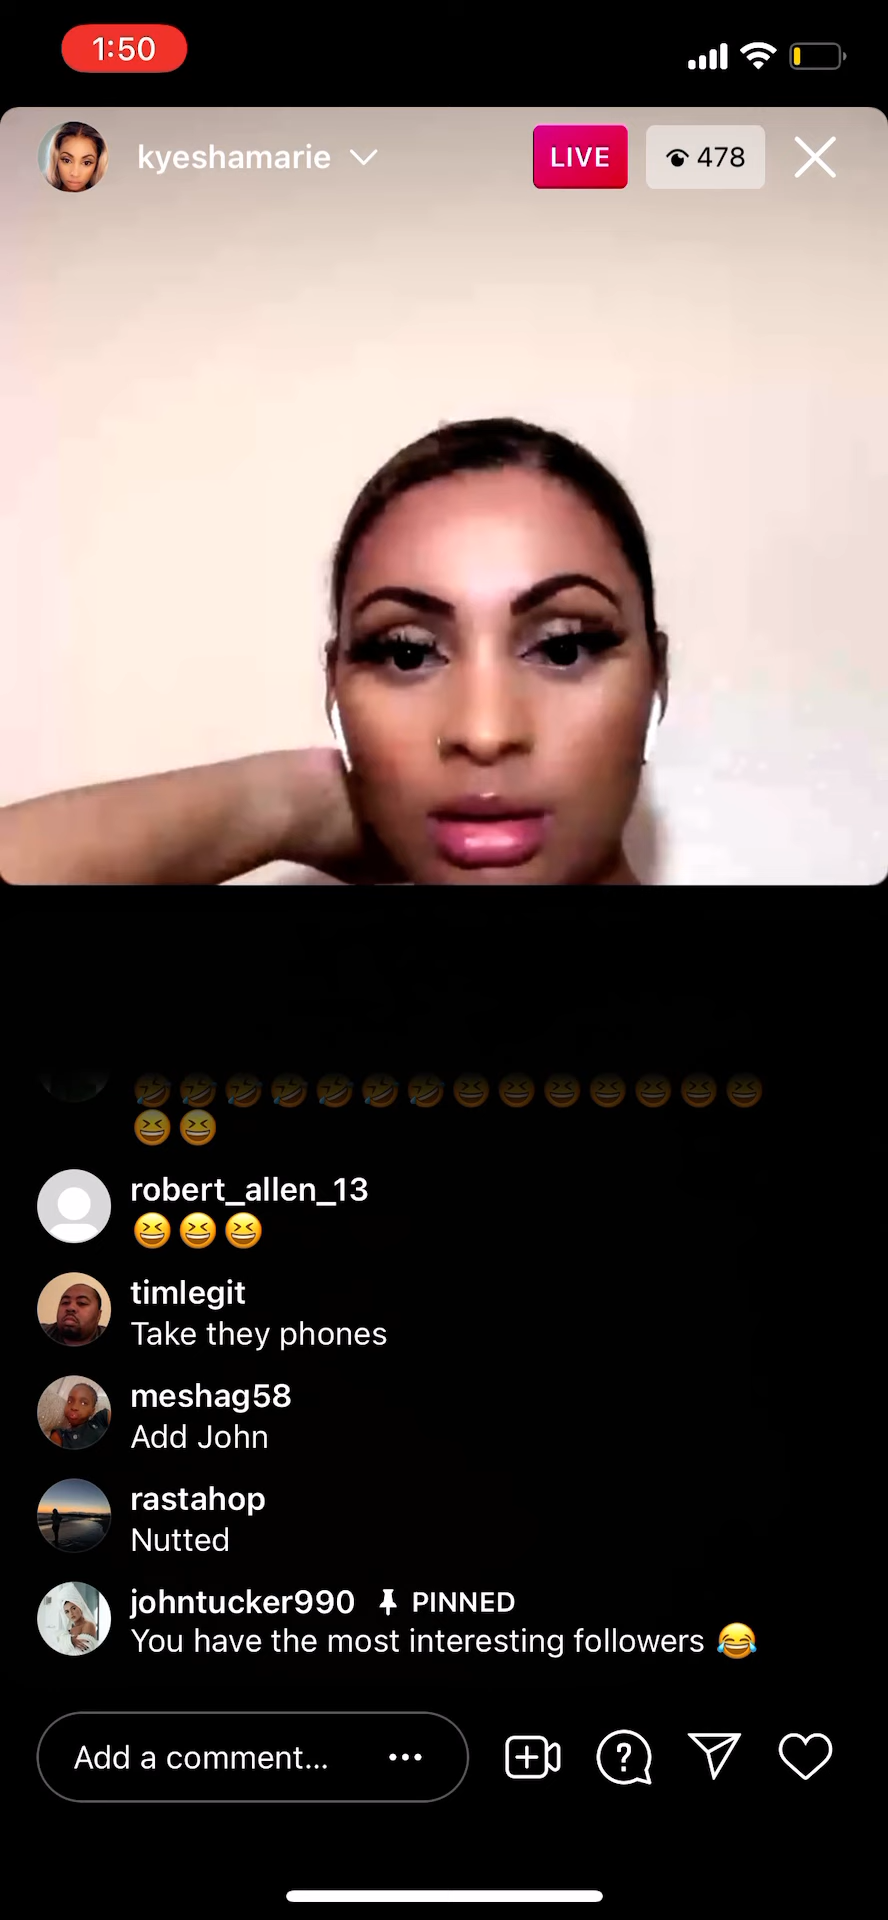 1:50
kyeshamarie
LIVE
478
🤣🤣🤣🤣🤣🤣🤣😆😆😆😆😆😆😆
😆😆
robert_allen_13
😆😆😆
timlegit
Take they phones
meshag58
Add John
rastahop
Nutted
johntucker990 PINNED
You have the most interesting followers 😂
Add a comment...